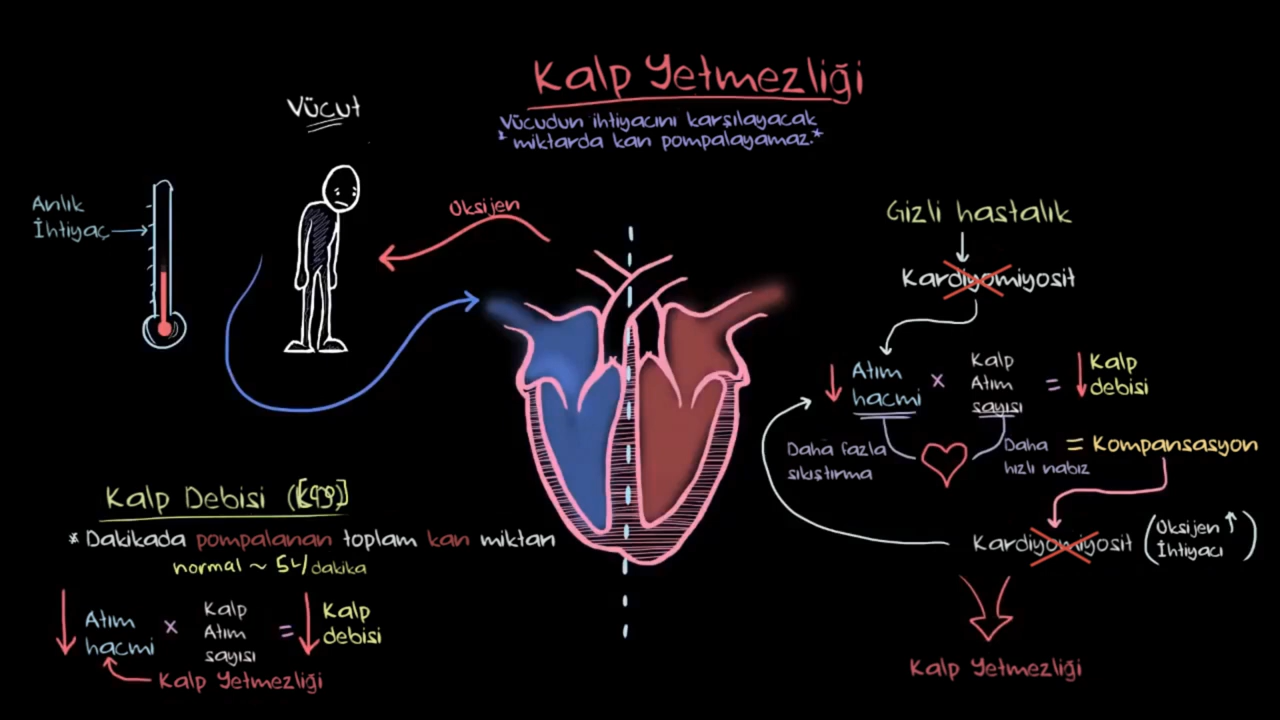 Kalp Yetmezliği
Vücudun ihtiyacını karşılayacak
* miktarda kan pompalayamaz.*
Vücut
Anlık
İhtiyaç
Oksijen
Kalp Debisi
* Dakikada pompalanan toplam kan miktarı
normal ~ 5L/dakika
Atım
hacmi
x
Kalp
Atım
sayısı
=
Kalp
debisi
Kalp Yetmezliği
Gizli hastalık
Kardiyomiyosit
Atım
hacmi
x
Kalp
Atım
sayısı
=
Kalp
debisi
Daha fazla
sıkıştırma
Daha
hızlı nabız
= Kompansasyon
Kardiyomiyosit
(Oksijen ↑
İhtiyacı)
Kalp Yetmezliği